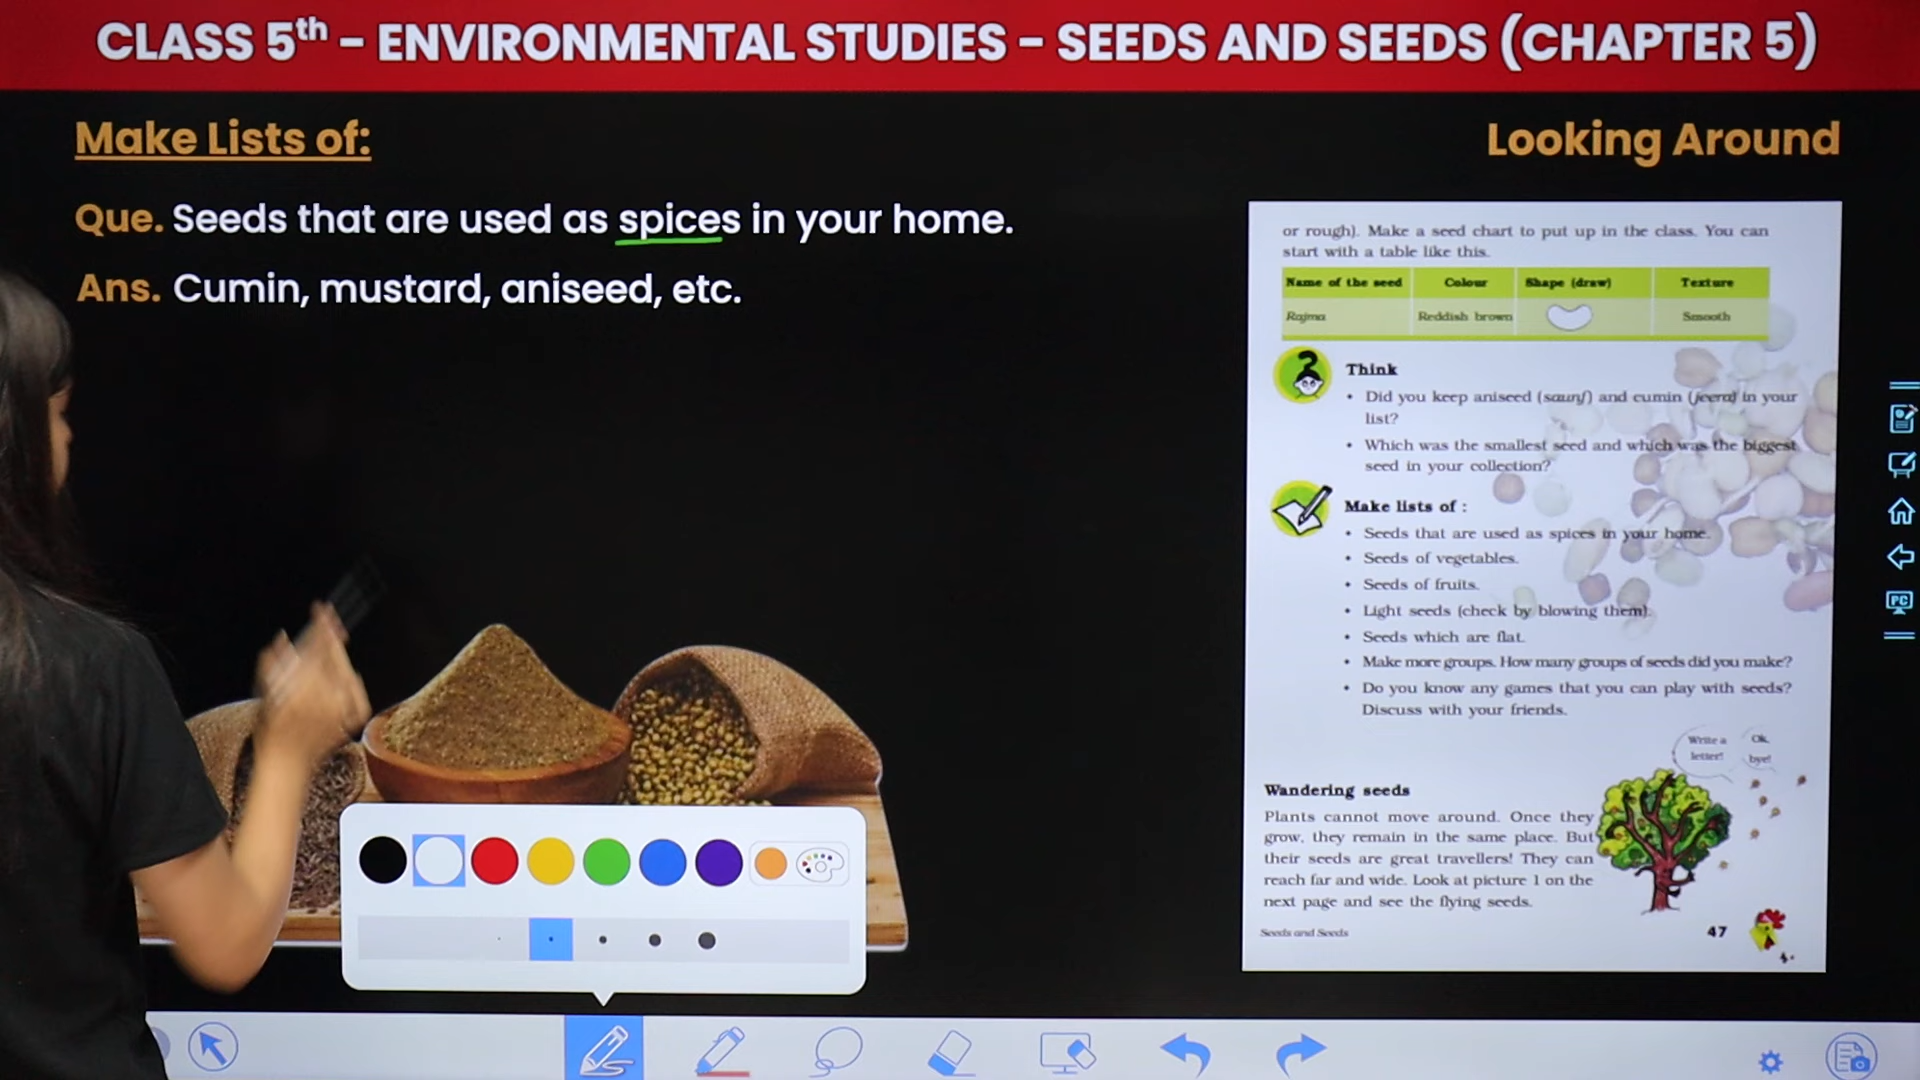 CLASS 5th - ENVIRONMENTAL STUDIES - SEEDS AND SEEDS (CHAPTER 5)
Make Lists of:
Looking Around
Que. Seeds that are used as spices in your home.
Ans. Cumin, mustard, aniseed, etc.
or rough). Make a seed chart to put up in the class. You can
start with a table like this.
Name of the seed Colour Shape (draw) Texture
Rajma Reddish brown Smooth
Think
• Did you keep aniseed (saunf) and cumin (jeera) in your
list?
• Which was the smallest seed and which was the biggest
seed in your collection?
Make lists of :
• Seeds that are used as spices in your home.
• Seeds of vegetables.
• Seeds of fruits.
• Light seeds (check by blowing them).
• Seeds which are flat.
• Make more groups. How many groups of seeds did you make?
• Do you know any games that you can play with seeds?
Discuss with your friends.
Write a
letter!
Ok,
bye!
Wandering seeds
Plants cannot move around. Once they
grow, they remain in the same place. But
their seeds are great travellers! They can
reach far and wide. Look at picture 1 on the
next page and see the flying seeds.
Seeds and Seeds
47
PC